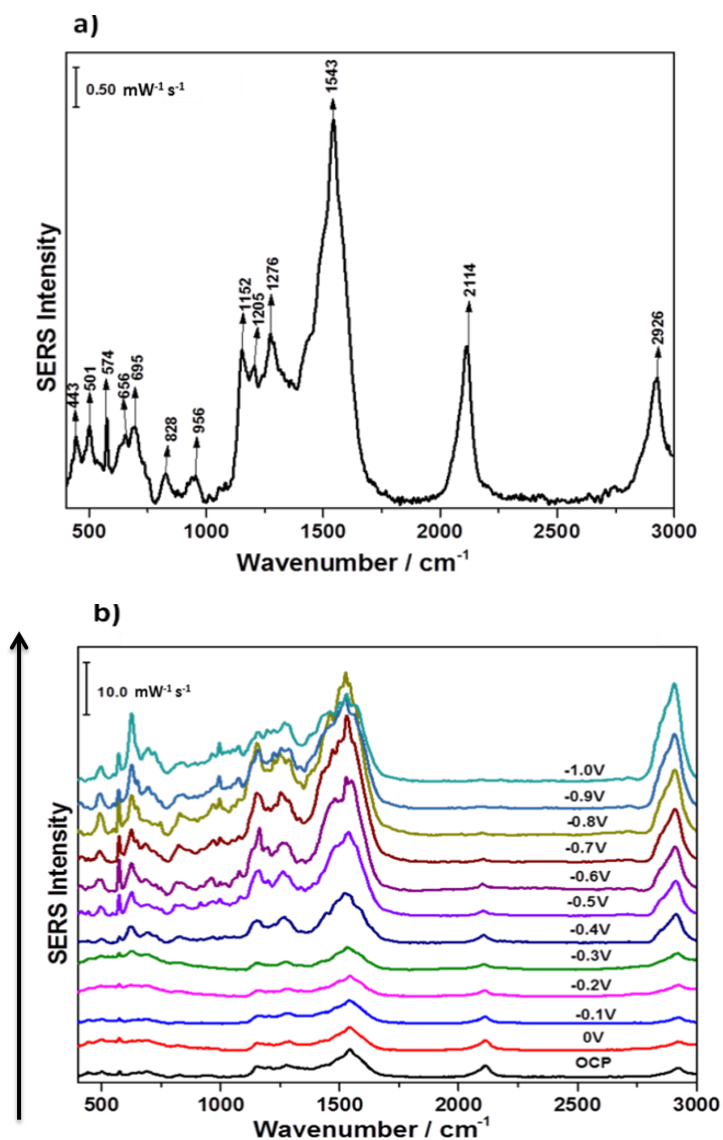 a)
0.50 mW⁻¹ s⁻¹
443
501
574
656
695
828
956
1152
1205
1276
1543
2114
2926
SERS Intensity
500 1000 1500 2000 2500 3000
Wavenumber / cm⁻¹
b)
10.0 mW⁻¹ s⁻¹
-1.0V
-0.9V
-0.8V
-0.7V
-0.6V
-0.5V
-0.4V
-0.3V
-0.2V
-0.1V
0V
OCP
SERS Intensity
500 1000 1500 2000 2500 3000
Wavenumber / cm⁻¹